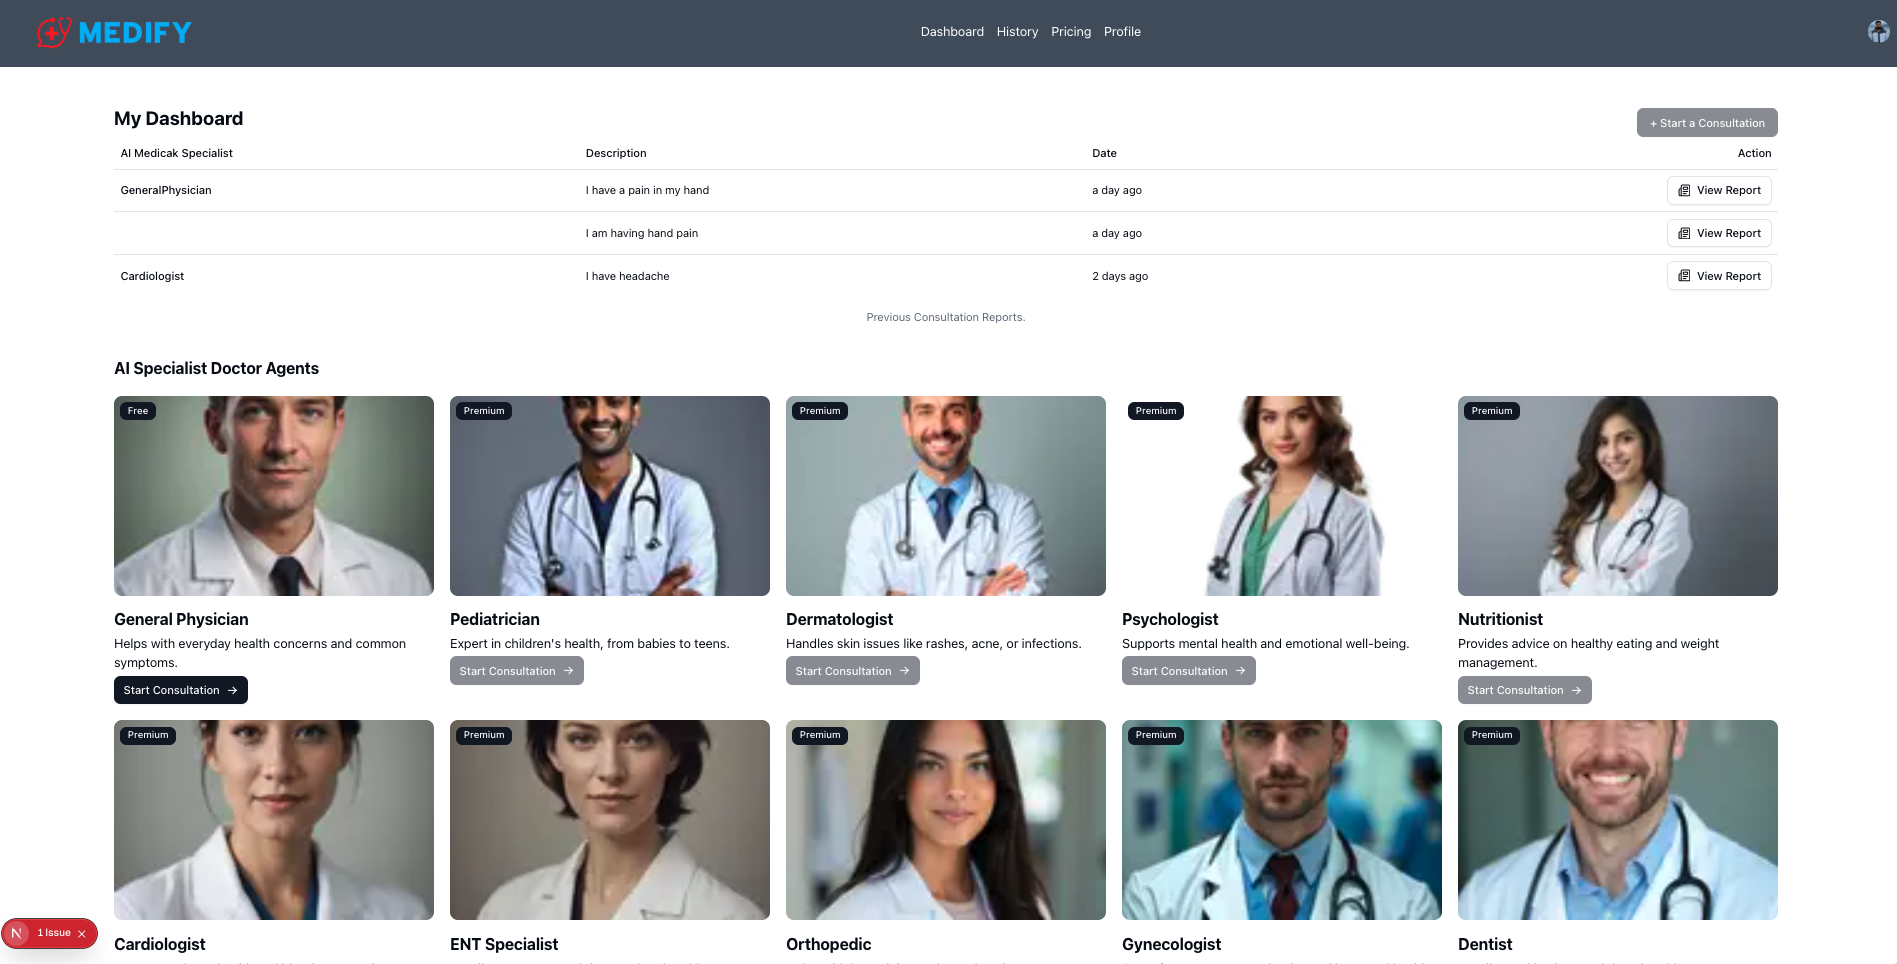 MEDIFY
Dashboard History Pricing Profile
My Dashboard
+ Start a Consultation
AI Medicak Specialist Description Date Action
GeneralPhysician I have a pain in my hand a day ago View Report
I am having hand pain a day ago View Report
Cardiologist I have headache 2 days ago View Report
Previous Consultation Reports.
AI Specialist Doctor Agents
Free
Premium
Premium
Premium
Premium
General Physician
Helps with everyday health concerns and common
symptoms.
Start Consultation →
Pediatrician
Expert in children's health, from babies to teens.
Start Consultation →
Dermatologist
Handles skin issues like rashes, acne, or infections.
Start Consultation →
Psychologist
Supports mental health and emotional well-being.
Start Consultation →
Nutritionist
Provides advice on healthy eating and weight
management.
Start Consultation →
Premium
Premium
Premium
Premium
Premium
Cardiologist
ENT Specialist
Orthopedic
Gynecologist
Dentist
N 1 Issue ×